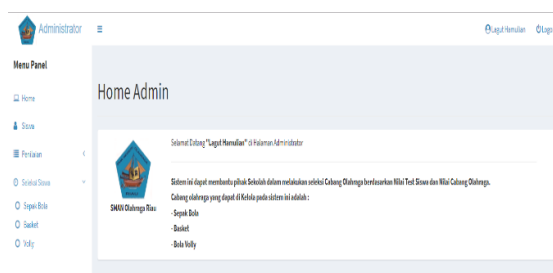 Administrator
Lagut Hamulian
Logo
Menu Panel
Home
Siswa
Penilaian
Seleksi Siswa
Sepak Bola
Basket
Volly
Home Admin
Selamat Datang "Lagut Hamulian" di Halaman Administrator
SMAN Olahraga Riau
Sistem ini dapat membantu pihak Sekolah dalam melakukan seleksi Cabang Olahraga berdasarkan Nilai Test Siswa dan Nilai Cabang Olahraga.
Cabang olahraga yang dapat di Kelola pada sistem ini adalah :
- Sepak Bola
- Basket
- Bola Volly